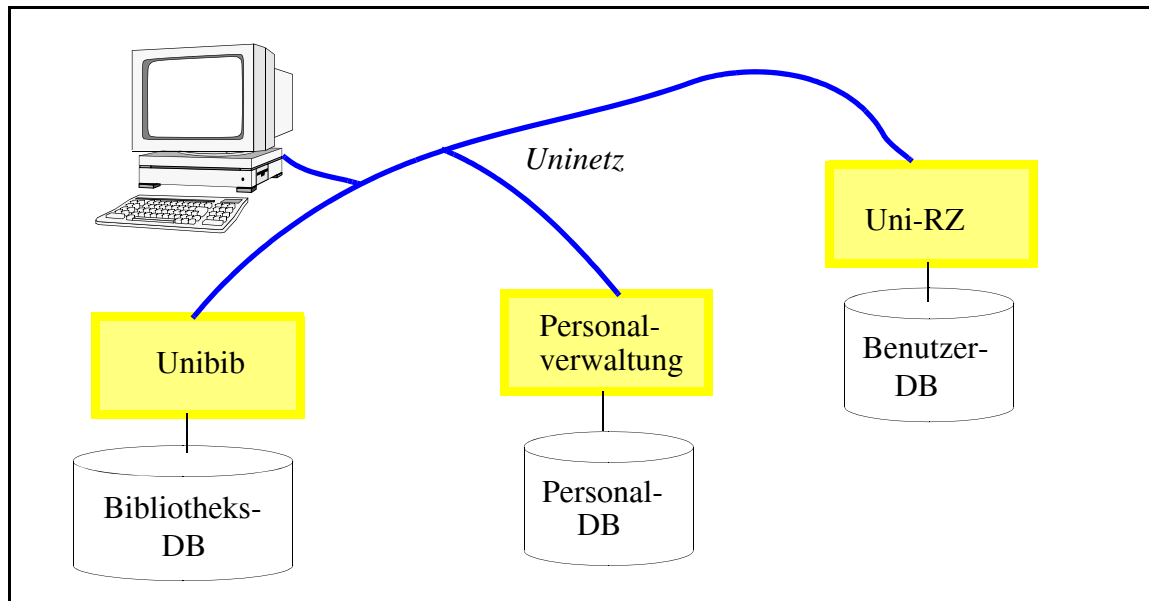 Uninetz
Uni-RZ
Benutzer-
DB
Personal-
verwaltung
Personal-
DB
Unibib
Bibliotheks-
DB